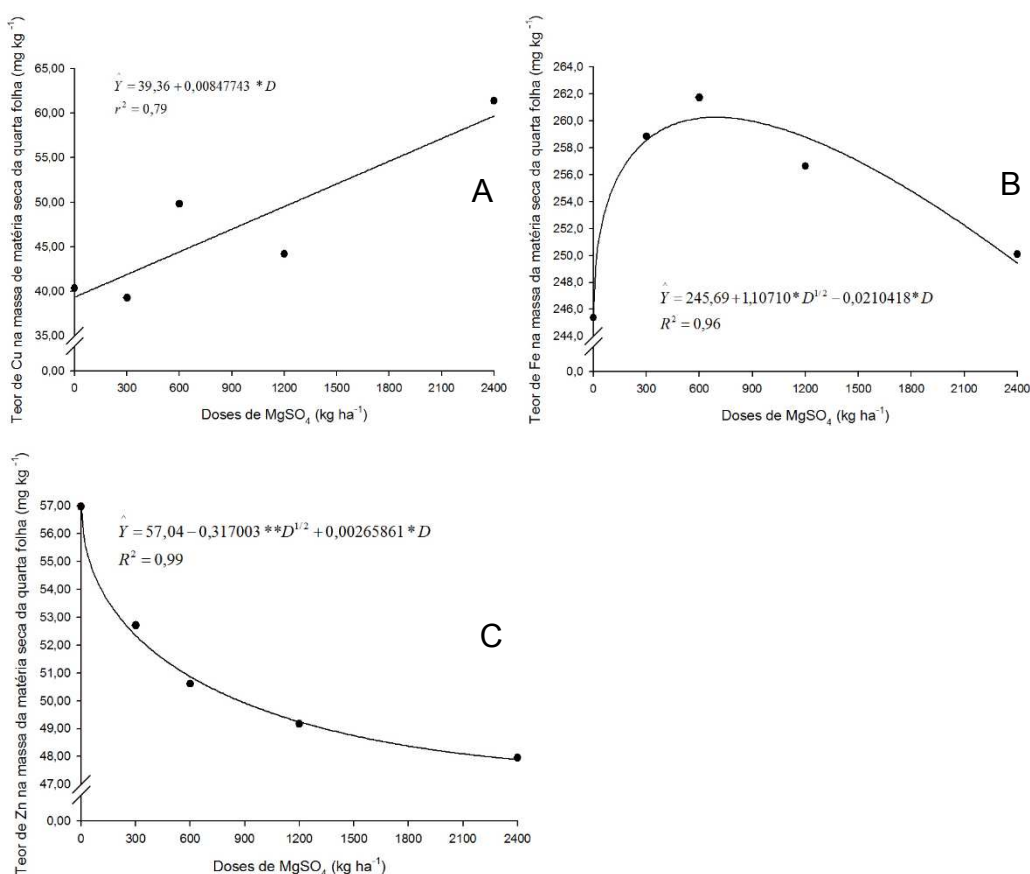 Teor de Cu na massa de matéria seca da quarta folha (mg kg⁻¹)
65,00
60,00
55,00
50,00
45,00
40,00
35,00
0,00
Ŷ = 39,36 + 0,00847743 * D
r² = 0,79
A
0 300 600 900 1200 1500 1800 2100 2400
Doses de MgSO₄ (kg ha⁻¹)
Teor de Fe na massa da matéria seca da quarta folha (mg kg⁻¹)
266,0
264,0
262,0
260,0
258,0
256,0
254,0
252,0
250,0
248,0
246,0
244,0
0,0
B
Ŷ = 245,69 + 1,10710 * D^1/2 − 0,0210418 * D
R² = 0,96
0 300 600 900 1200 1500 1800 2100 2400
Doses de MgSO₄ (kg ha⁻¹)
Teor de Zn na massa da matéria seca da quarta folha (mg kg⁻¹)
57,00
56,00
55,00
54,00
53,00
52,00
51,00
50,00
49,00
48,00
47,00
0,00
Ŷ = 57,04 − 0,317003 ** D^1/2 + 0,00265861 * D
R² = 0,99
C
0 300 600 900 1200 1500 1800 2100 2400
Doses de MgSO₄ (kg ha⁻¹)